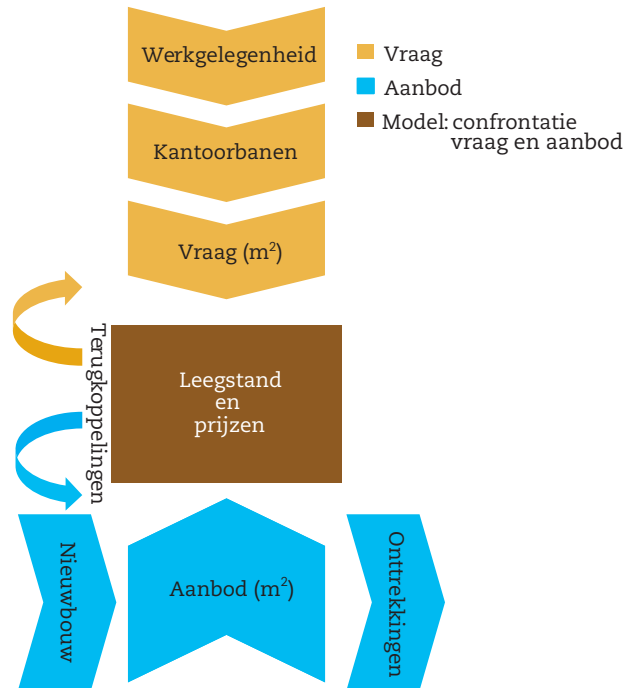 Werkgelegenheid
Kantoorbanen
Vraag (m²)
Vraag
Aanbod
Model: confrontatie
vraag en aanbod
Terugkoppelingen
Leegstand
en
prijzen
Nieuwbouw
Aanbod (m²)
Onttrekkingen